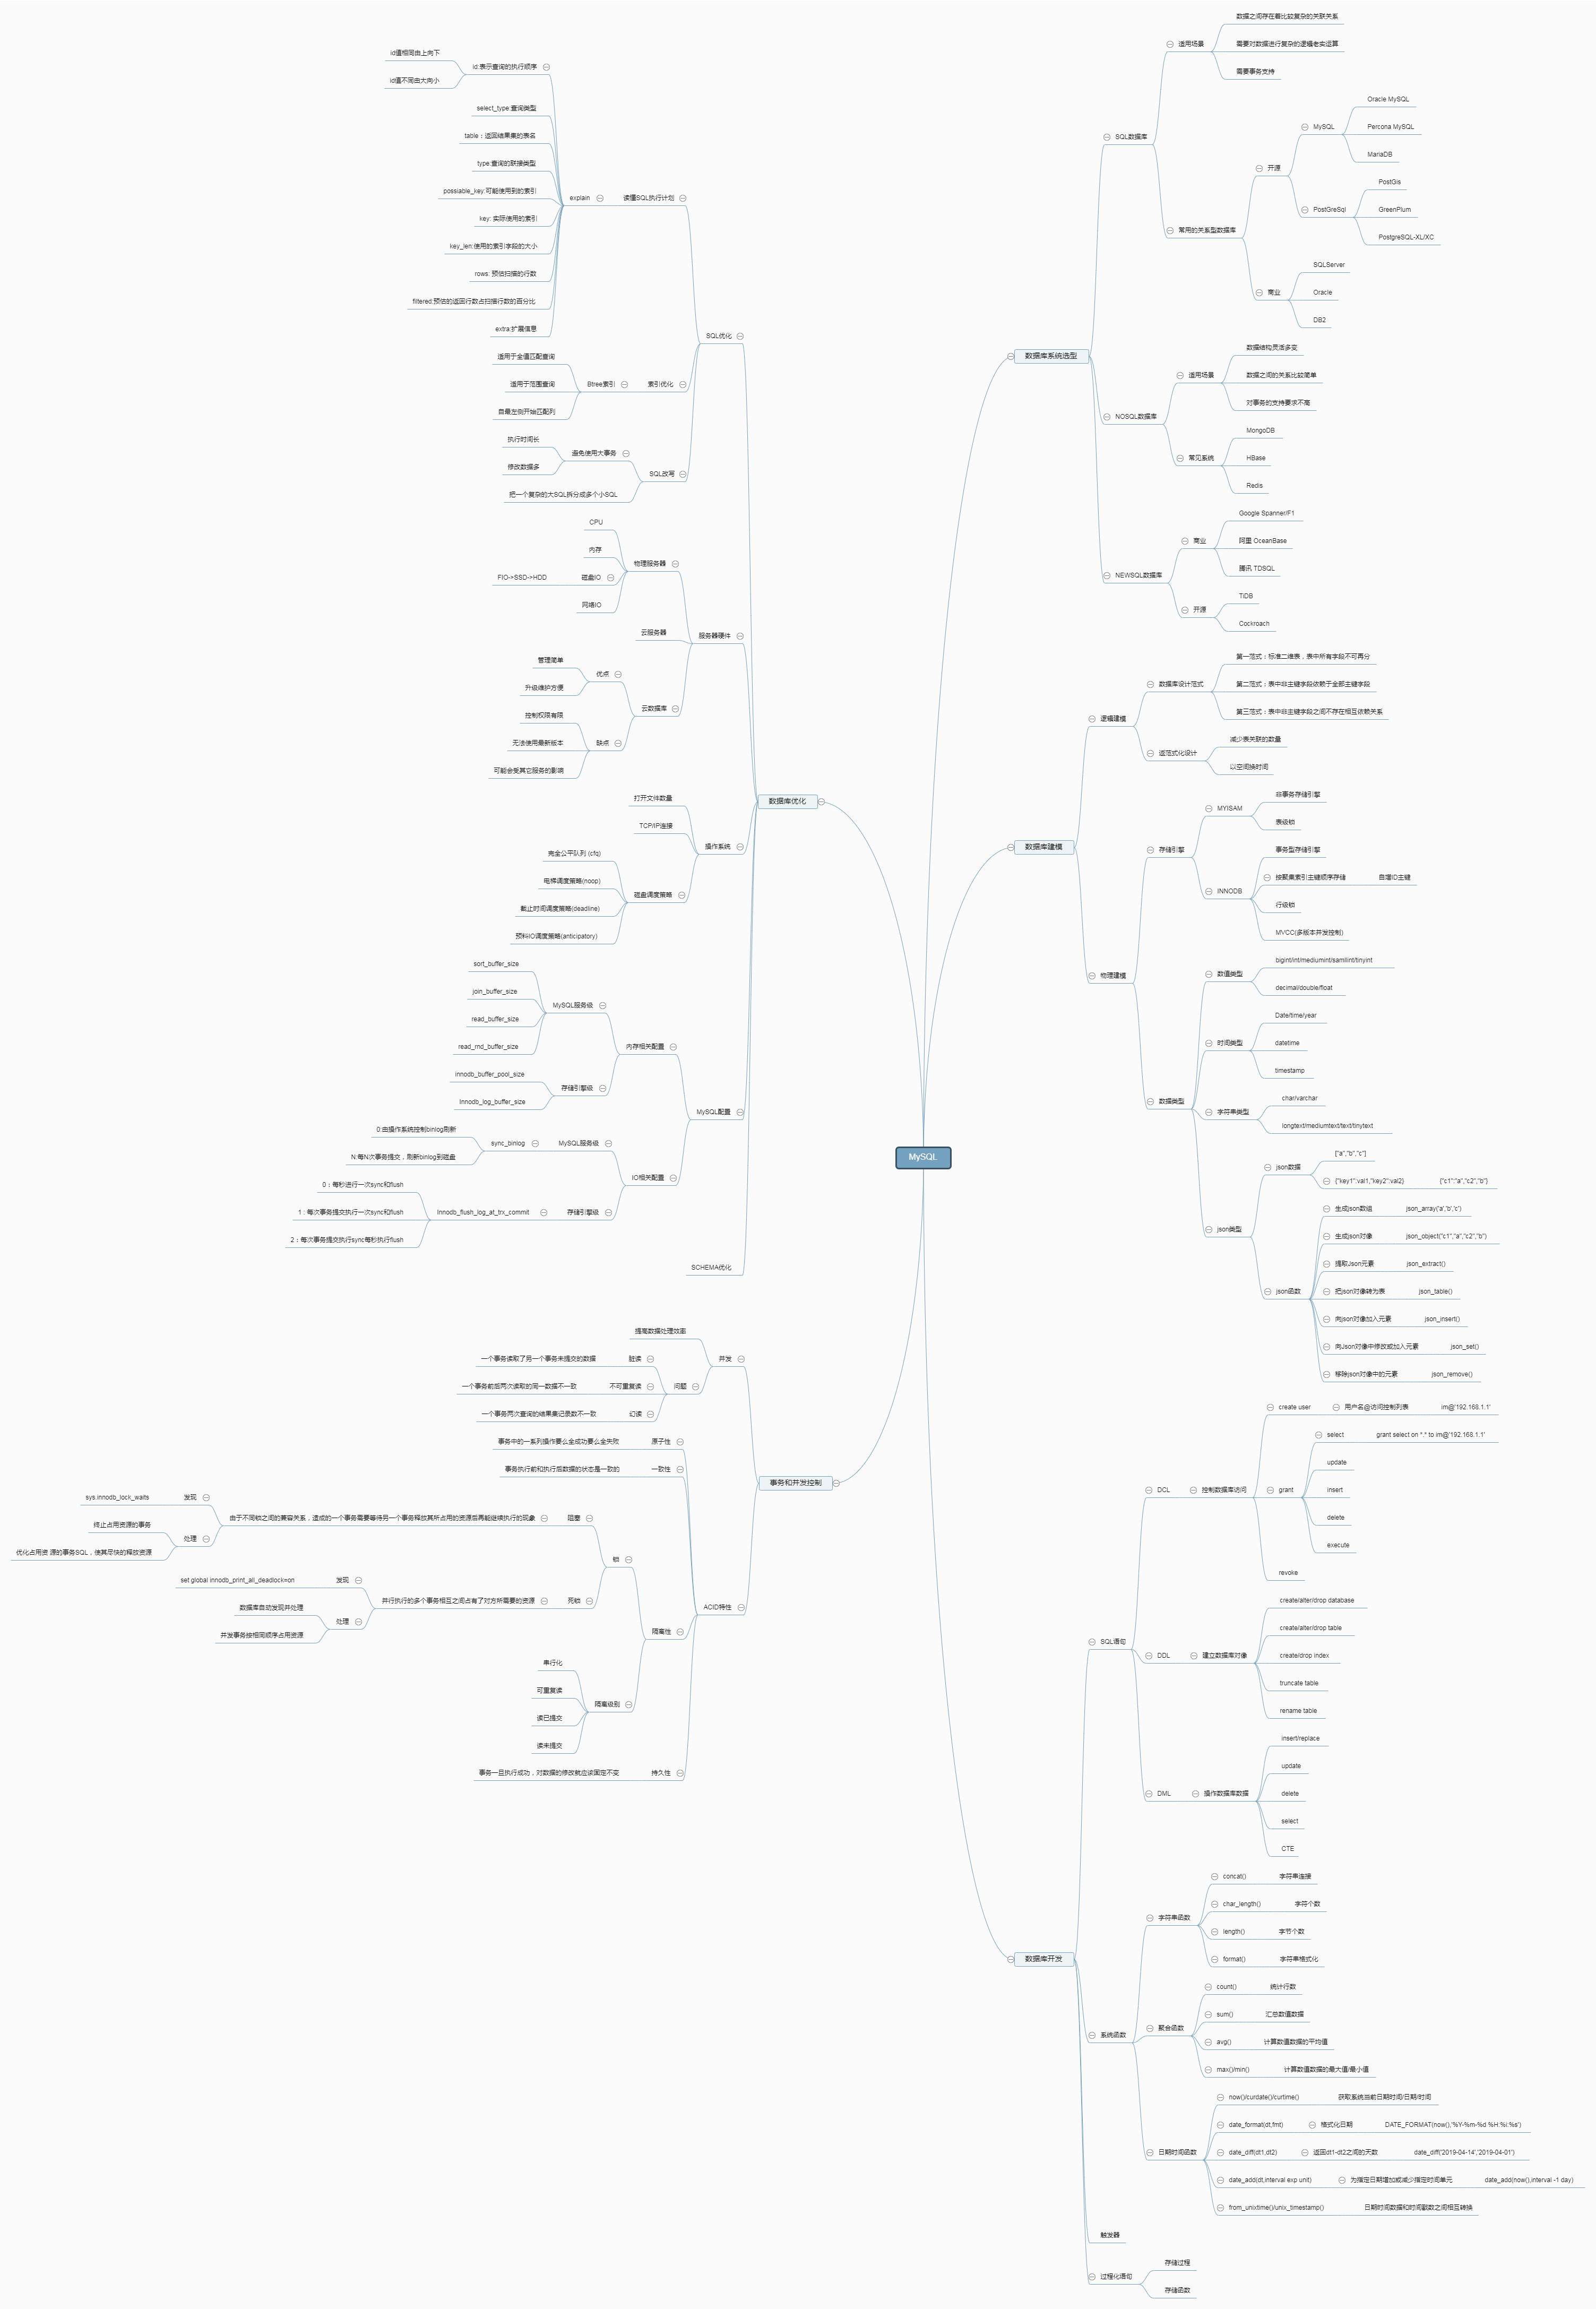 MySQL
数据库系统选型
SQL数据库
适用场景
数据之间存在着比较复杂的关联关系
需要对数据进行复杂的逻辑老实运算
需要事务支持
常用的关系型数据库
开源
MySQL
Oracle MySQL
Percona MySQL
MariaDB
PostGreSql
PostGis
GreenPlum
PostgreSQL-XL/XC
商业
SQLServer
Oracle
DB2
NOSQL数据库
适用场景
数据结构灵活多变
数据之间的关系比较简单
对事务的支持要求不高
常见系统
MongoDB
HBase
Redis
NEWSQL数据库
商业
Google Spanner/F1
阿里 OceanBase
腾讯 TDSQL
开源
TiDB
Cockroach
数据库建模
逻辑建模
数据库设计范式
第一范式：标准二维表，表中所有字段不可再分
第二范式：表中非主键字段依赖于全部主键字段
第三范式：表中非主键字段之间不存在相互依赖关系
返范式化设计
减少表关联的数量
以空间换时间
物理建模
存储引擎
MYISAM
非事务存储引擎
表级锁
INNODB
事务型存储引擎
按聚集索引主键顺序存储
自增ID主键
行级锁
MVCC(多版本并发控制)
数据类型
数值类型
bigint/int/mediumint/samllint/tinyint
decimal/double/float
时间类型
Date/time/year
datetime
timestamp
字符串类型
char/varchar
longtext/mediumtext/text/tinytext
json类型
json数据
["a","b","c"]
{"key1":val1,"key2":val2}
{"c1":"a","c2","b"}
json函数
生成json数组
json_array('a','b','c')
生成json对像
json_object("c1","a","c2","b")
提取Json元素
json_extract()
把json对像转为表
json_table()
向json对像加入元素
json_insert()
向Json对像中修改或加入元素
json_set()
移除json对像中的元素
json_remove()
数据库开发
SQL语句
DCL
控制数据库访问
create user
用户名@访问控制列表
im@'192.168.1.1'
grant
select
grant select on *.* to im@'192.168.1.1'
update
insert
delete
execute
revoke
DDL
建立数据库对像
create/alter/drop database
create/alter/drop table
create/drop index
truncate table
rename table
DML
操作数据库数据
insert/replace
update
delete
select
CTE
系统函数
字符串函数
concat()
字符串连接
char_length()
字符个数
length()
字节个数
format()
字符串格式化
聚合函数
count()
统计行数
sum()
汇总数值数据
avg()
计算数值数据的平均值
max()/min()
计算数值数据的最大值/最小值
日期时间函数
now()/curdate()/curtime()
获取系统当前日期时间/日期/时间
date_format(dt,fmt)
格式化日期
DATE_FORMAT(now(),'%Y-%m-%d %H:%i:%s')
date_diff(dt1,dt2)
返回dt1-dt2之间的天数
date_diff('2019-04-14','2019-04-01')
date_add(dt,interval exp unit)
为指定日期增加或减少指定时间单元
date_add(now(),interval -1 day)
from_unixtime()/unix_timestamp()
日期时间数据和时间戳数之间相互转换
触发器
过程化语句
存储过程
存储函数
数据库优化
SQL优化
读懂SQL执行计划
explain
id:表示查询的执行顺序
id值相同由上向下
id值不同由大向小
select_type:查询类型
table：返回结果集的表名
type:查询的联接类型
possiable_key:可能使用到的索引
key: 实际使用的索引
key_len:使用的索引字段的大小
rows: 预估扫描的行数
filtered:预估的返回行数占扫描行数的百分比
extra:扩展信息
索引优化
Btree索引
适用于全值匹配查询
适用于范围查询
自最左侧开始匹配列
SQL改写
避免使用大事务
执行时间长
修改数据多
把一个复杂的大SQL拆分成多个小SQL
服务器硬件
物理服务器
CPU
内存
磁盘IO
FIO->SSD->HDD
网络IO
云服务器
云数据库
优点
管理简单
升级维护方便
缺点
控制权限有限
无法使用最新版本
可能会受其它服务的影响
操作系统
打开文件数量
TCP/IP连接
磁盘调度策略
完全公平队列 (cfq)
电梯调度策略(noop)
截止时间调度策略(deadline)
预料IO调度策略(anticipatory)
MySQL配置
内存相关配置
MySQL服务级
sort_buffer_size
join_buffer_size
read_buffer_size
read_rnd_buffer_size
存储引擎级
innodb_buffer_pool_size
Innodb_log_buffer_size
IO相关配置
MySQL服务级
sync_binlog
0:由操作系统控制binlog刷新
N:每N次事务提交，刷新binlog到磁盘
存储引擎级
Innodb_flush_log_at_trx_commit
0：每秒进行一次sync和flush
1：每次事务提交执行一次sync和flush
2：每次事务提交执行sync每秒执行flush
SCHEMA优化
事务和并发控制
并发
提高数据处理效率
问题
脏读
一个事务读取了另一个事务未提交的数据
不可重复读
一个事务前后两次读取的同一数据不一致
幻读
一个事务两次查询的结果集记录数不一致
ACID特性
原子性
事务中的一系列操作要么全成功要么全失败
一致性
事务执行前和执行后数据的状态是一致的
隔离性
锁
阻塞
由于不同锁之间的兼容关系，造成的一个事务需要等待另一个事务释放其所占用的资源后再能继续执行的现象
发现
sys.innodb_lock_waits
处理
终止占用资源的事务
优化占用资 源的事务SQL，使其尽快的释放资源
死锁
并行执行的多个事务相互之间占有了对方所需要的资源
发现
set global innodb_print_all_deadlock=on
处理
数据库自动发现并处理
并发事务按相同顺序占用资源
隔离级别
串行化
可重复读
读已提交
读未提交
持久性
事务一旦执行成功，对数据的修改就应该固定不变